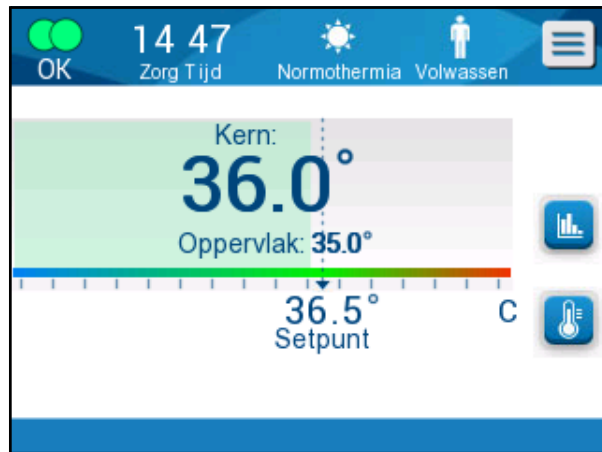 OK
14 47
Zorg Tijd
Normothermia
Volwassen
Kern:
36.0°
Oppervlak: 35.0°
36.5°
C
Setpunt